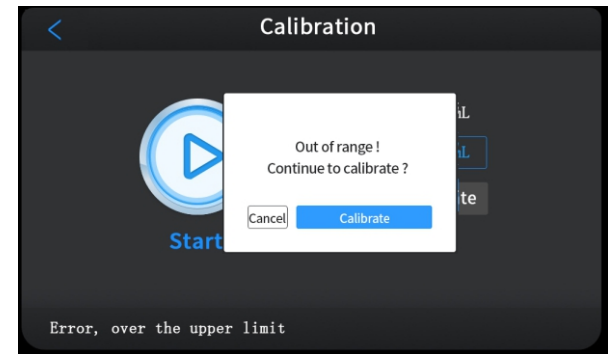 Calibration
Out of range !
Continue to calibrate ?
Cancel
Calibrate
Start
Error, over the upper limit